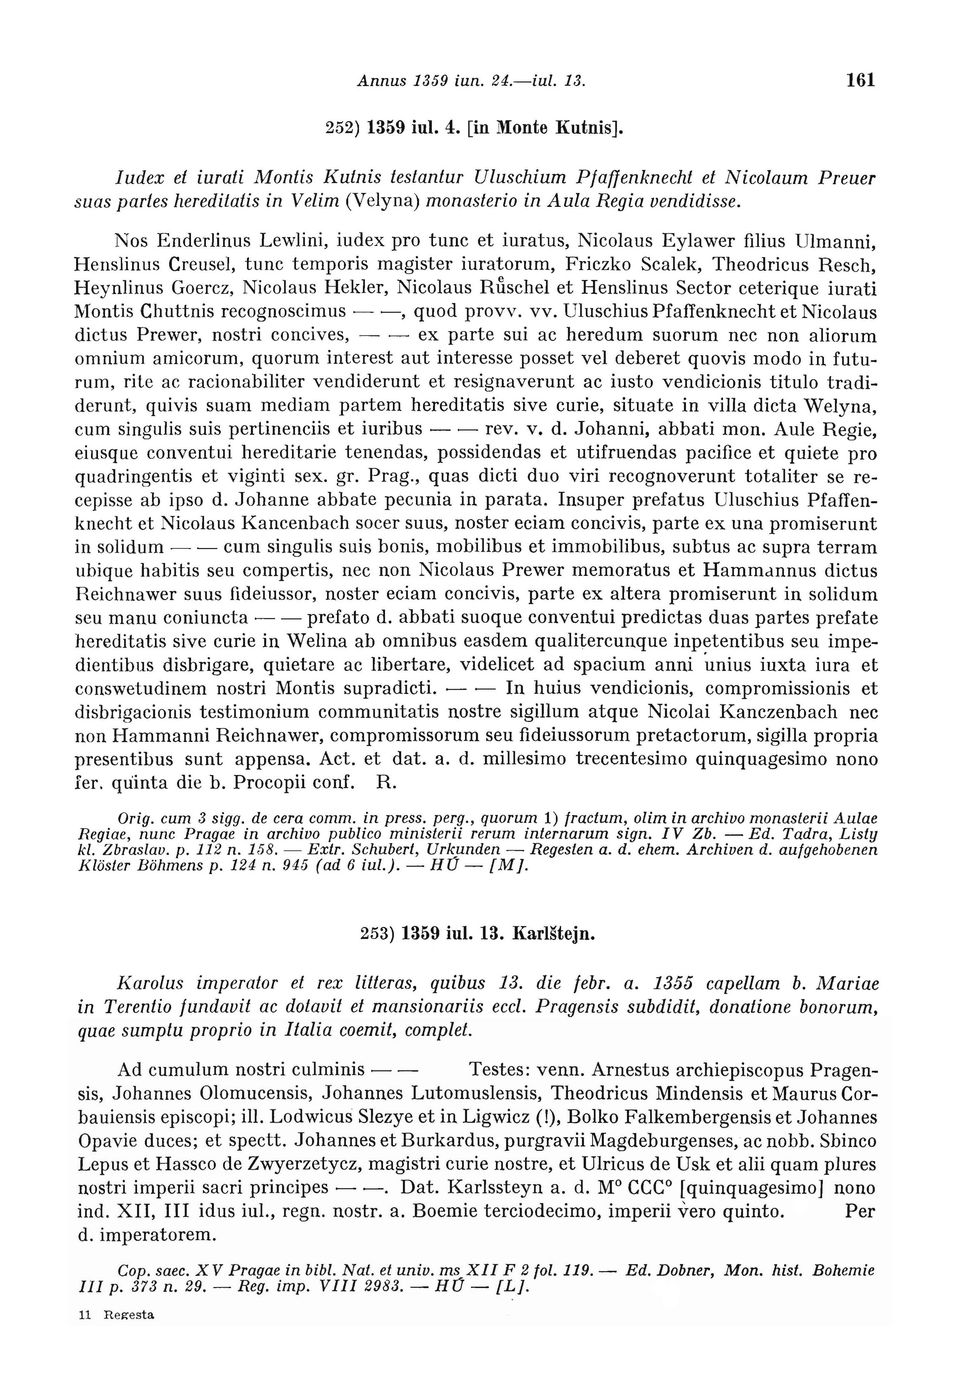 Annus 1359 iun. 24.—iul. 13. 161
252) 1359 iul. 4. [in Monte Kutnis].
Iudex et iurati Montis Kutnis testantur Uluschium Pfaffenknecht et Nicolaum Preuer
suas partes hereditatis in Velim (Velyna) monasterio in Aula Regia vendidisse.
Nos Enderlinus Lewlini, iudex pro tunc et iuratus, Nicolaus Eylawer filius Ulmanni,
Henslinus Creusel, tunc temporis magister iuratorum, Friczko Scalek, Theodricus Resch,
Heynlinus Goercz, Nicolaus Hekler, Nicolaus Růschel et Henslinus Sector ceterique iurati
Montis Chuttnis recognoscimus — —, quod provv. vv. Uluschius Pfaffenknecht et Nicolaus
dictus Prewer, nostri concives, — — ex parte sui ac heredum suorum nec non aliorum
omnium amicorum, quorum interest aut interesse posset vel deberet quovis modo in futu-
rum, rite ac racionabiliter vendiderunt et resignaverunt ac iusto vendicionis titulo tradi-
derunt, quivis suam mediam partem hereditatis sive curie, situate in villa dicta Welyna,
cum singulis suis pertinenciis et iuribus — — rev. v. d. Johanni, abbati mon. Aule Regie,
eiusque conventui hereditarie tenendas, possidendas et utifruendas pacifice et quiete pro
quadringentis et viginti sex. gr. Prag., quas dicti duo viri recognoverunt totaliter se re-
cepisse ab ipso d. Johanne abbate pecunia in parata. Insuper prefatus Uluschius Pfaffen-
knecht et Nicolaus Kancenbach socer suus, noster eciam concivis, parte ex una promiserunt
in solidum — — cum singulis suis bonis, mobilibus et immobilibus, subtus ac supra terram
ubique habitis seu compertis, nec non Nicolaus Prewer memoratus et Hammannus dictus
Reichnawer suus fideiussor, noster eciam concivis, parte ex altera promiserunt in solidum
seu manu coniuncta — — prefato d. abbati suoque conventui predictas duas partes prefate
hereditatis sive curie in Welina ab omnibus easdem qualitercunque inpetentibus seu impe-
dientibus disbrigare, quietare ac libertare, videlicet ad spacium anni unius iuxta iura et
conswetudinem nostri Montis supradicti. — — In huius vendicionis, compromissionis et
disbrigacionis testimonium communitatis nostre sigillum atque Nicolai Kanczenbach nec
non Hammanni Reichnawer, compromissorum seu fideiussorum pretactorum, sigilla propria
presentibus sunt appensa. Act. et dat. a. d. millesimo trecentesimo quinquagesimo nono
fer. quinta die b. Procopii conf. R.
Orig. cum 3 sigg. de cera comm. in press. perg., quorum 1) fractum, olim in archivo monasterii Aulae
Regiae, nunc Pragae in archivo publico ministerii rerum internarum sign. IV Zb. — Ed. Tadra, Listy
kl. Zbraslav. p. 112 n. 158. — Extr. Schubert, Urkunden — Regesten a. d. ehem. Archiven d. aufgehobenen
Klöster Böhmens p. 124 n. 945 (ad 6 iul.). — HÚ — [M].
253) 1359 iul. 13. Karlštejn.
Karolus imperator et rex litteras, quibus 13. die febr. a. 1355 capellam b. Mariae
in Terentio fundavit ac dotavit et mansionariis eccl. Pragensis subdidit, donatione bonorum,
quae sumptu proprio in Italia coemit, complet.
Ad cumulum nostri culminis — — Testes: venn. Arnestus archiepiscopus Pragen-
sis, Johannes Olomucensis, Johannes Lutomuslensis, Theodricus Mindensis et Maurus Cor-
bauiensis episcopi; ill. Lodwicus Slezye et in Ligwicz (!), Bolko Falkembergensis et Johannes
Opavie duces; et spectt. Johannes et Burkardus, purgravii Magdeburgenses, ac nobb. Sbinco
Lepus et Hassco de Zwyerzetycz, magistri curie nostre, et Ulricus de Usk et alii quam plures
nostri imperii sacri principes — —. Dat. Karlssteyn a. d. M° CCC° [quinquagesimo] nono
ind. XII, III idus iul., regn. nostr. a. Boemie terciodecimo, imperii vero quinto. Per
d. imperatorem.
Cop. saec. XV Pragae in bibl. Nat. et univ. ms XII F 2 fol. 119. — Ed. Dobner, Mon. hist. Bohemie
III p. 373 n. 29. — Reg. imp. VIII 2983. — HÚ — [L].
11 Regesta